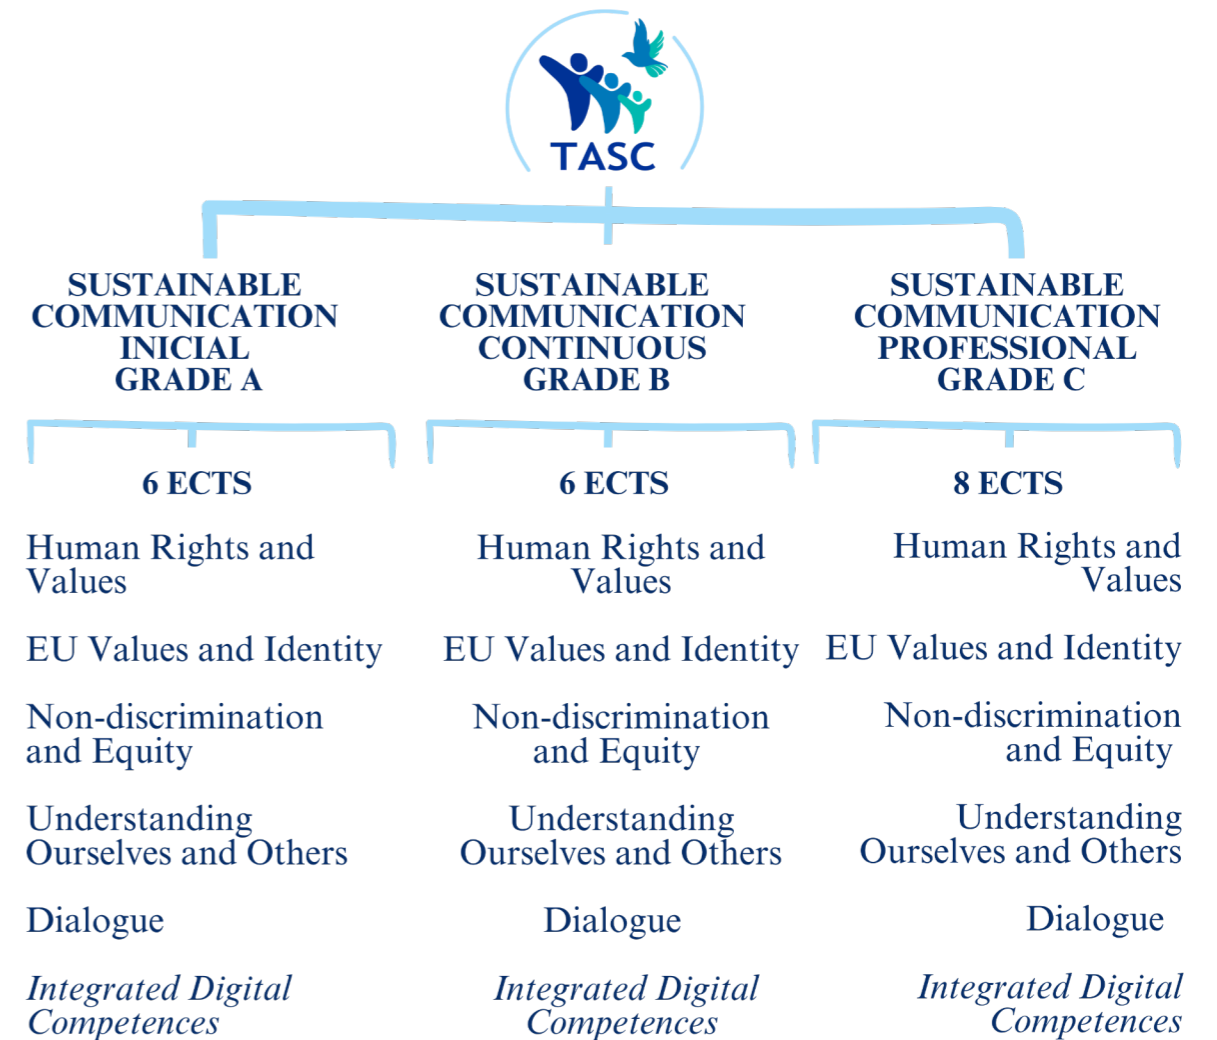 TASC
SUSTAINABLE
COMMUNICATION
INICIAL
GRADE A
6 ECTS
Human Rights and
Values
EU Values and Identity
Non-discrimination
and Equity
Understanding
Ourselves and Others
Dialogue
Integrated Digital
Competences
SUSTAINABLE
COMMUNICATION
CONTINUOUS
GRADE B
6 ECTS
Human Rights and
Values
EU Values and Identity
Non-discrimination
and Equity
Understanding
Ourselves and Others
Dialogue
Integrated Digital
Competences
SUSTAINABLE
COMMUNICATION
PROFESSIONAL
GRADE C
8 ECTS
Human Rights and
Values
EU Values and Identity
Non-discrimination
and Equity
Understanding
Ourselves and Others
Dialogue
Integrated Digital
Competences